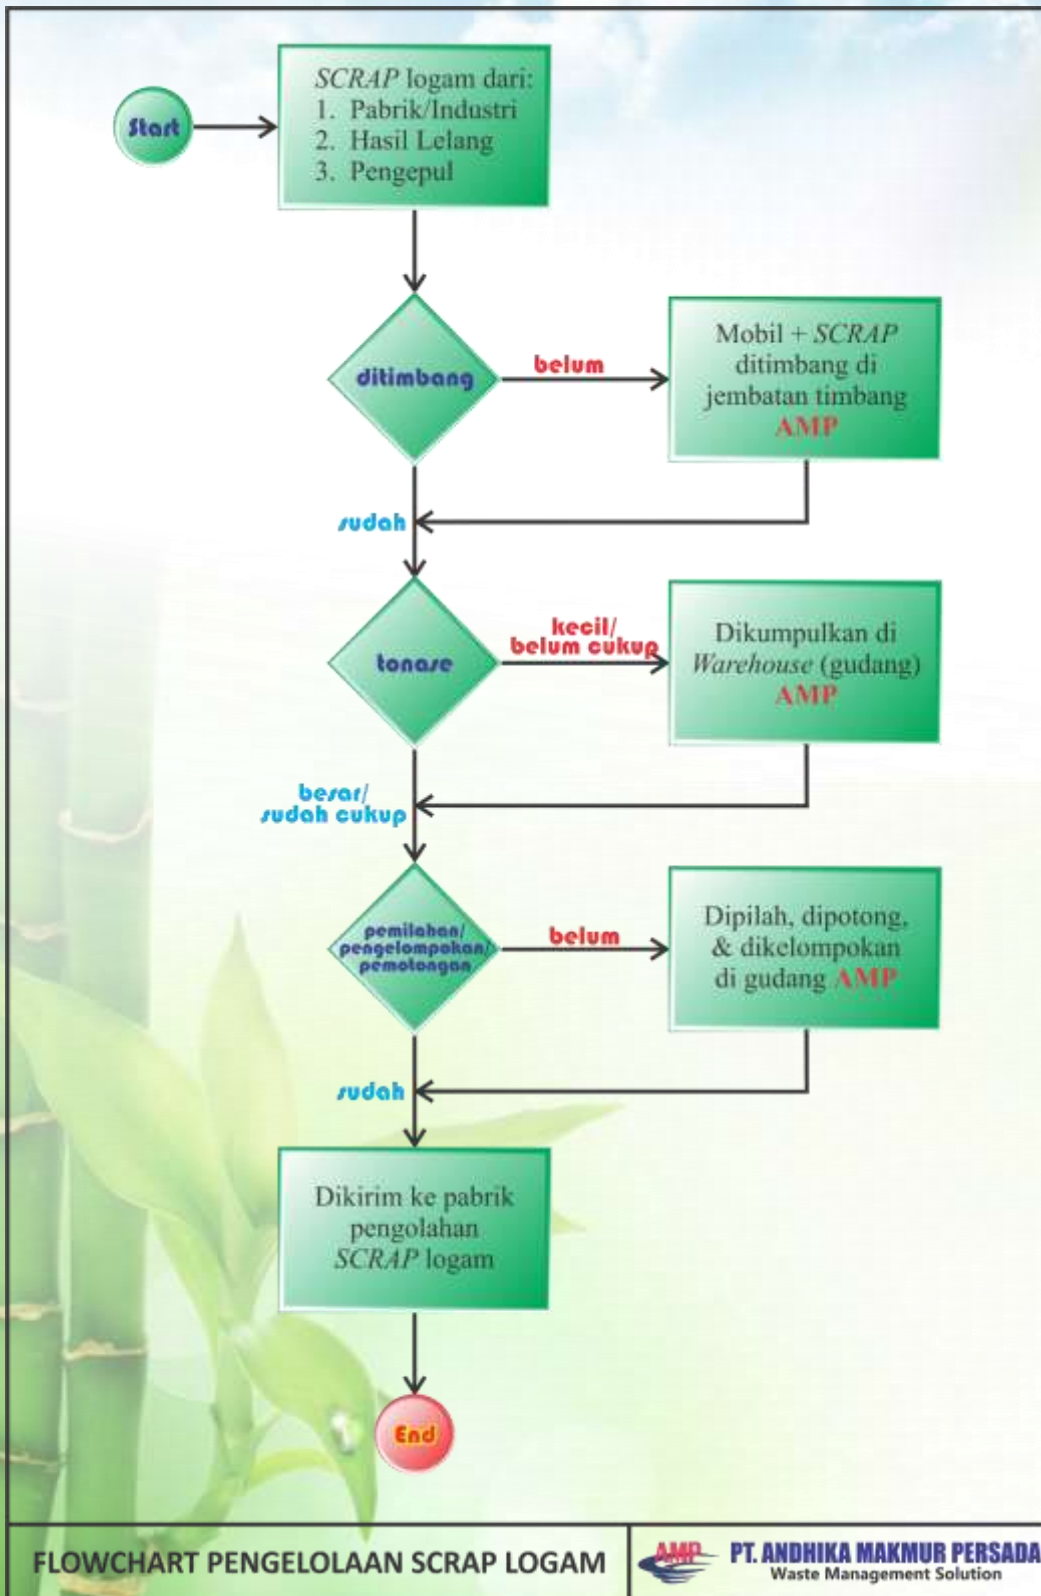 Start
SCRAP logam dari:
1. Pabrik/Industri
2. Hasil Lelang
3. Pengepul
ditimbang
belum
Mobil + SCRAP
ditimbang di
jembatan timbang
AMP
sudah
tonase
kecil/
belum cukup
Dikumpulkan di
Warehouse (gudang)
AMP
besar/
sudah cukup
pemilahan/
pengelompokan/
pemotongan
belum
Dipilah, dipotong,
& dikelompokan
di gudang AMP
sudah
Dikirim ke pabrik
pengolahan
SCRAP logam
End
FLOWCHART PENGELOLAAN SCRAP LOGAM
AMP
PT. ANDHIKA MAKMUR PERSADA
Waste Management Solution